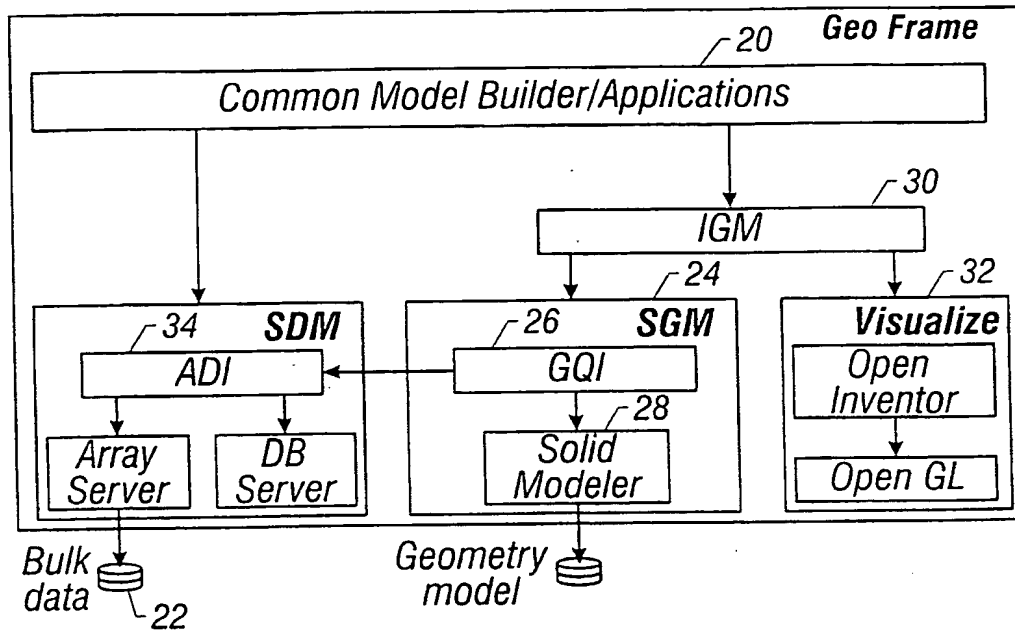 Geo Frame
20
Common Model Builder/Applications
30
IGM
24
32
34
SDM
26
SGM
Visualize
ADI
GQI
Open
Inventor
28
Array
Server
DB
Server
Solid
Modeler
Open GL
Bulk
data
22
Geometry
model